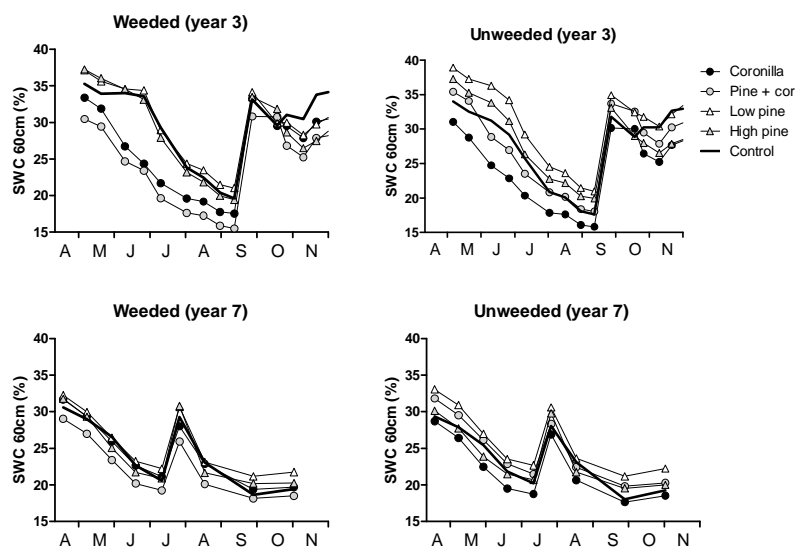 Weeded (year 3)
SWC 60cm (%)
40
35
30
25
20
15
A M J J A S O N
Unweeded (year 3)
SWC 60cm (%)
40
35
30
25
20
15
A M J J A S O N
Coronilla
Pine + cor
Low pine
High pine
Control
Weeded (year 7)
SWC 60cm (%)
40
35
30
25
20
15
A M J J A S O N
Unweeded (year 7)
SWC 60cm (%)
40
35
30
25
20
15
A M J J A S O N